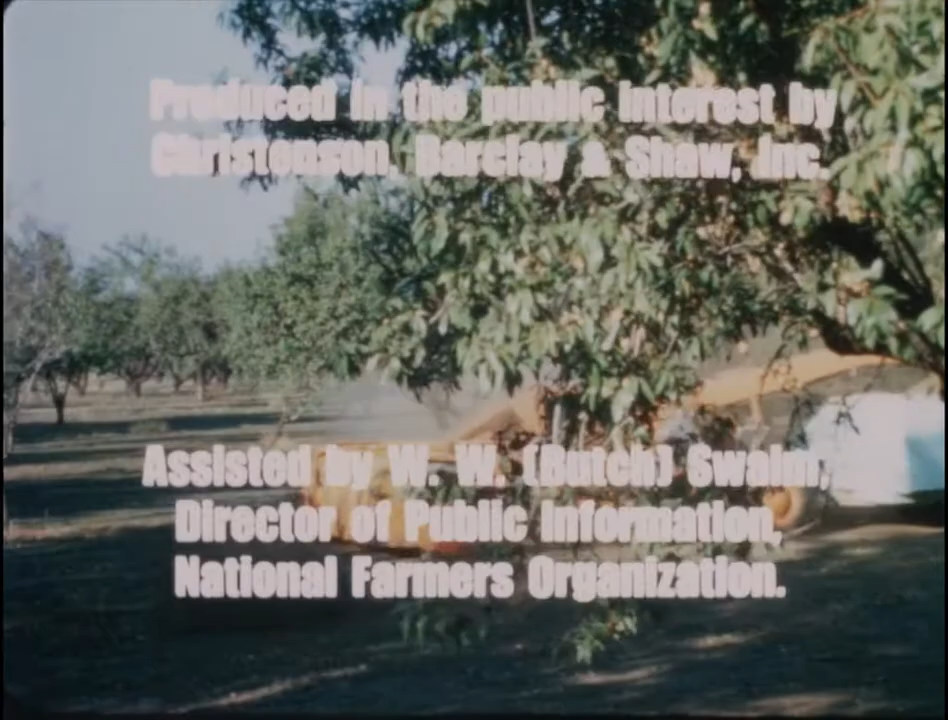 Produced in the public interest by
Christenson, Barclay & Shaw, Inc.
Assisted by W. W. (Butch) Swaim,
Director of Public Information,
National Farmers Organization.